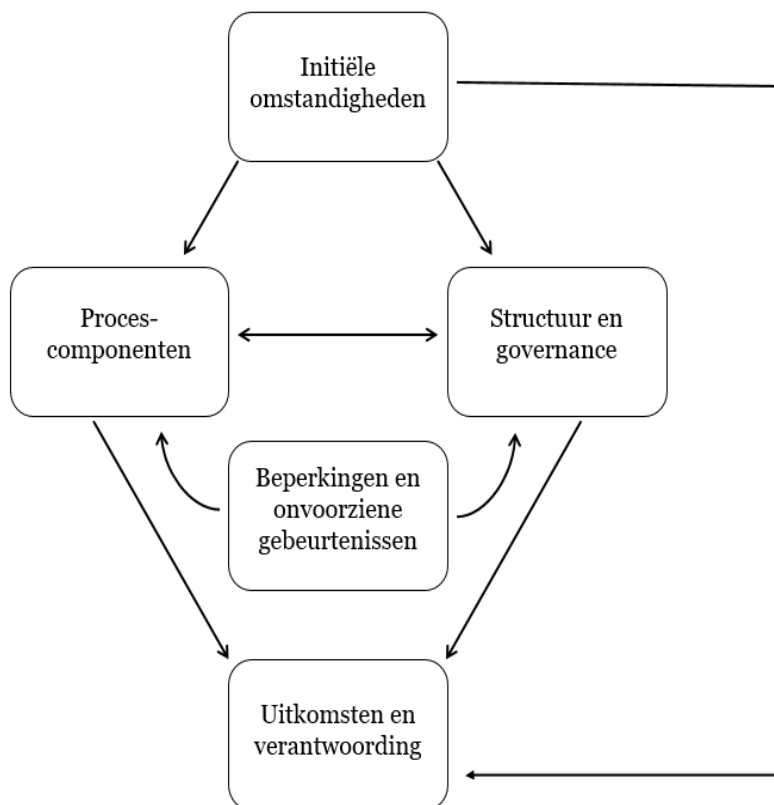 Initiële
omstandigheden
Proces-
componenten
Structuur en
governance
Beperkingen en
onvoorziene
gebeurtenissen
Uitkomsten en
verantwoording